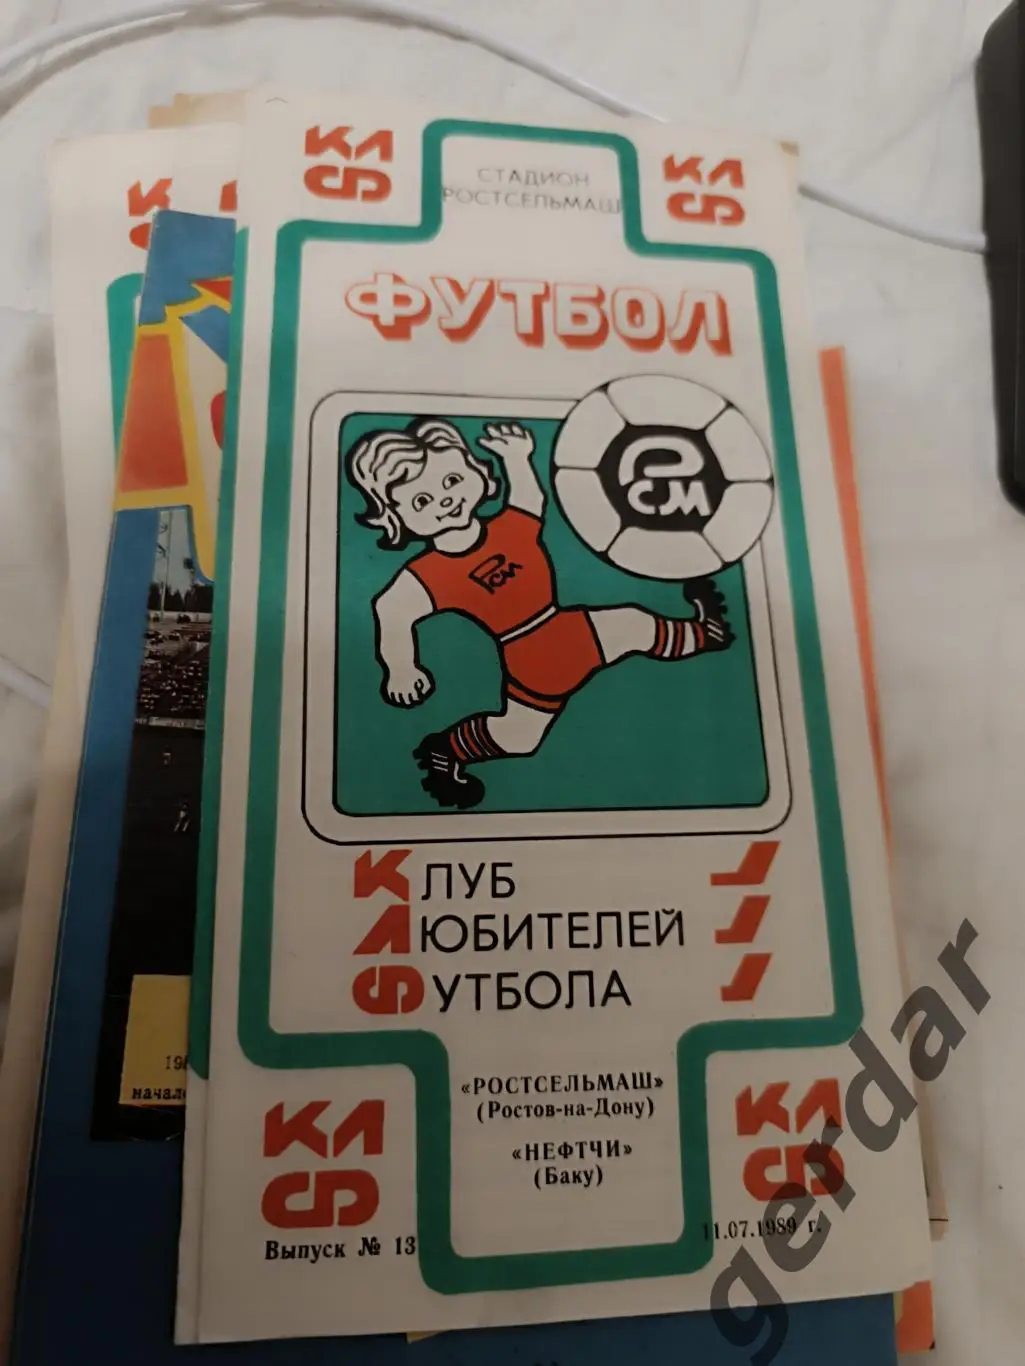 КЛФ
КЛФ
СТАДИОН
РОСТСЕЛЬМАШ
ФУТБОЛ
РСМ
РСМ
КЛУБ
ЛЮБИТЕЛЕЙ
ФУТБОЛА
«РОСТСЕЛЬМАШ»
(Ростов-на-Дону)
«НЕФТЧИ»
(Баку)
КЛФ
КЛФ
Выпуск № 13
11.07.1989 г.
начал
gerdar